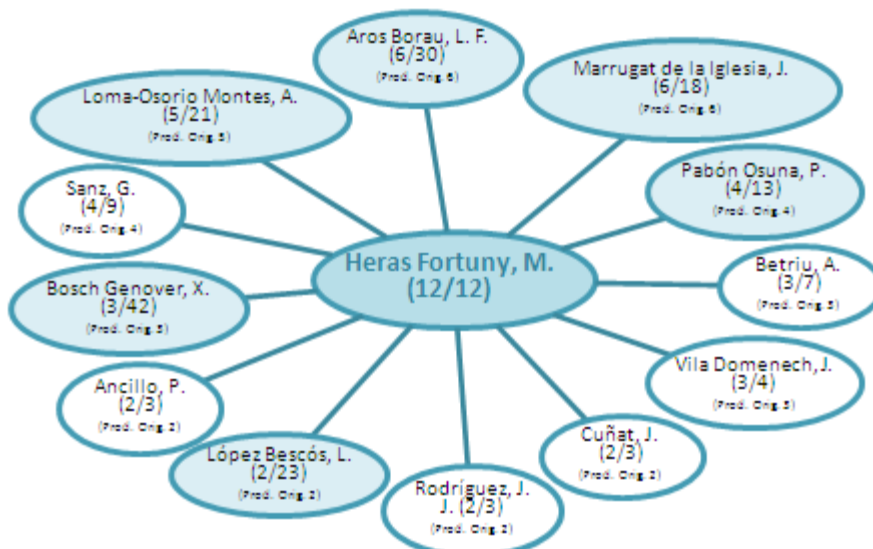 Aros Borau, L. F.
(6/30)
(Prod. Orig. 6)
Marrugat de la Iglesia, J.
(6/18)
(Prod. Orig. 6)
Loma-Osorio Montes, A.
(5/21)
(Prod. Orig. 5)
Pabón Osuna, P.
(4/13)
(Prod. Orig. 4)
Sanz, G.
(4/9)
(Prod. Orig. 4)
Heras Fortuny, M.
(12/12)
Betriu, A.
(3/7)
(Prod. Orig. 3)
Bosch Genover, X.
(3/42)
(Prod. Orig. 3)
Vila Domenech, J.
(3/4)
(Prod. Orig. 3)
Ancillo, P.
(2/3)
(Prod. Orig. 2)
Cuñat, J.
(2/3)
(Prod. Orig. 2)
López Bescós, L.
(2/23)
(Prod. Orig. 2)
Rodríguez, J.
J. (2/3)
(Prod. Orig. 2)